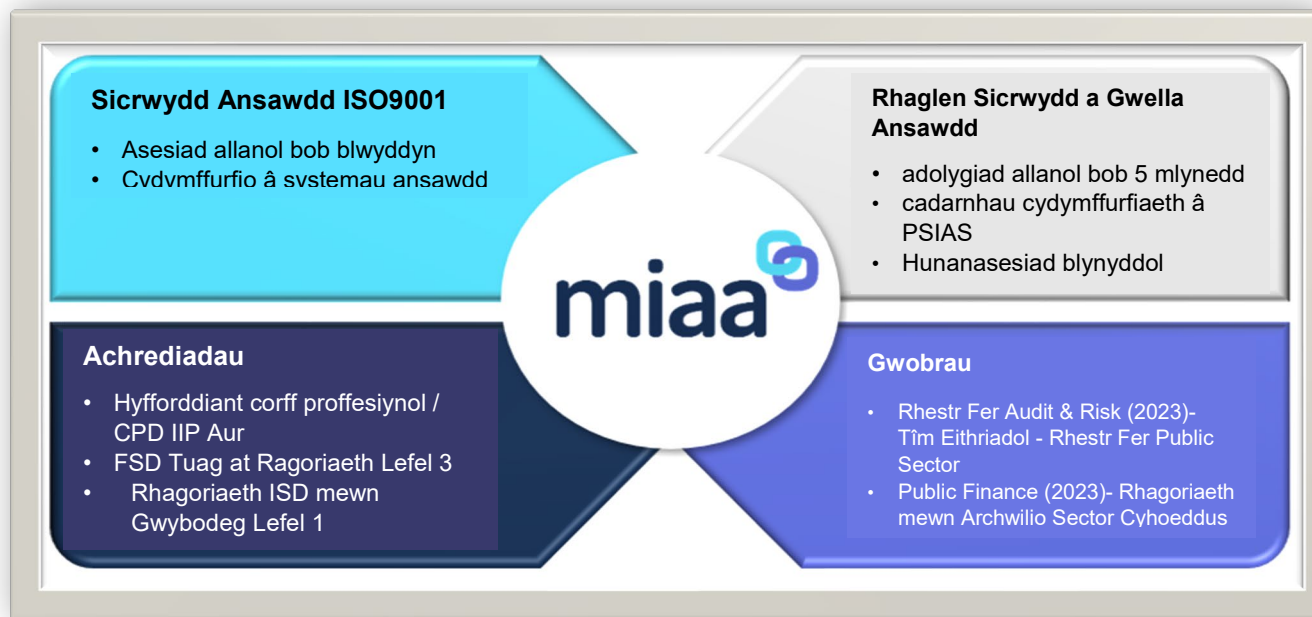 Sicrwydd Ansawdd ISO9001
• Asesiad allanol bob blwyddyn
• Cydymffurfio â systemau ansawdd
Rhaglen Sicrwydd a Gwella
Ansawdd
• adolygiad allanol bob 5 mlynedd
• cadarnhau cydymffurfiaeth â
PSIAS
• Hunanasesiad blynyddol
miaa
Achrediadau
• Hyfforddiant corff proffesiynol /
CPD IIP Aur
• FSD Tuag at Ragoriaeth Lefel 3
• Rhagoriaeth ISD mewn
Gwybodeg Lefel 1
Gwobrau
• Rhestr Fer Audit & Risk (2023)-
Tîm Eithriadol - Rhestr Fer Public
Sector
• Public Finance (2023)- Rhagoriaeth
mewn Archwilio Sector Cyhoeddus